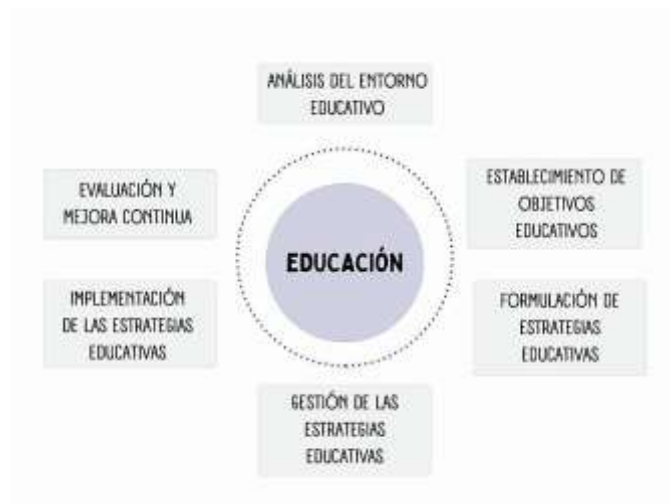 ANÁLISIS DEL ENTORNO
EDUCATIVO
ESTABLECIMIENTO DE
OBJETIVOS
EDUCATIVOS
FORMULACIÓN DE
ESTRATEGIAS
EDUCATIVAS
GESTIÓN DE LAS
ESTRATEGIAS
EDUCATIVAS
IMPLEMENTACIÓN
DE LAS ESTRATEGIAS
EDUCATIVAS
EVALUACIÓN Y
MEJORA CONTINUA
EDUCACIÓN